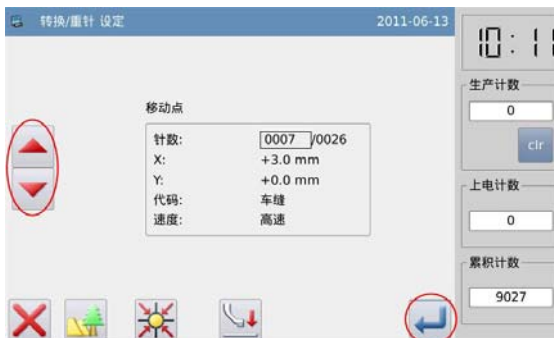 转换/重针 设定 2011-06-13
移动点
针数: 0007 /0026
X: +3.0 mm
Y: +0.0 mm
代码: 车缝
速度: 高速
10:11
生产计数
0
clr
上电计数
0
累积计数
9027